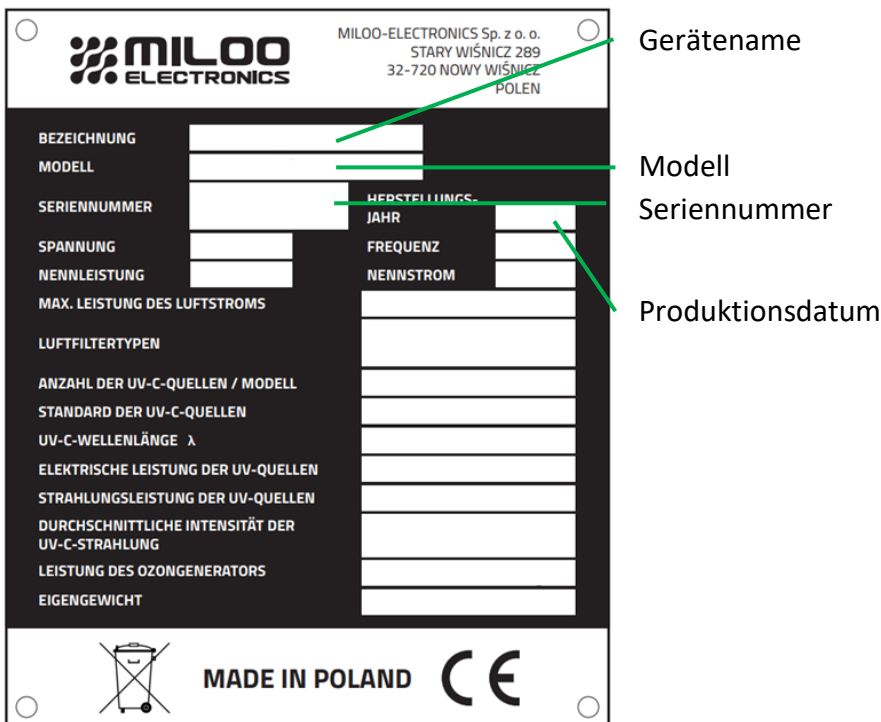 MILOO
ELECTRONICS
MILOO-ELECTRONICS Sp. z o. o.
STARY WIŚNICZ 289
32-720 NOWY WIŚNICZ
POLEN
Gerätename
BEZEICHNUNG
MODELL
Modell
SERIENNUMMER
HERSTELLUNGS-
JAHR
Seriennummer
SPANNUNG
FREQUENZ
NENNLEISTUNG
NENNSTROM
MAX. LEISTUNG DES LUFTSTROMS
Produktionsdatum
LUFTFILTERTYPEN
ANZAHL DER UV-C-QUELLEN / MODELL
STANDARD DER UV-C-QUELLEN
UV-C-WELLENLÄNGE λ
ELEKTRISCHE LEISTUNG DER UV-QUELLEN
STRAHLUNGSLEISTUNG DER UV-QUELLEN
DURCHSCHNITTLICHE INTENSITÄT DER
UV-C-STRAHLUNG
LEISTUNG DES OZONGENERATORS
EIGENGEWICHT
MADE IN POLAND CE